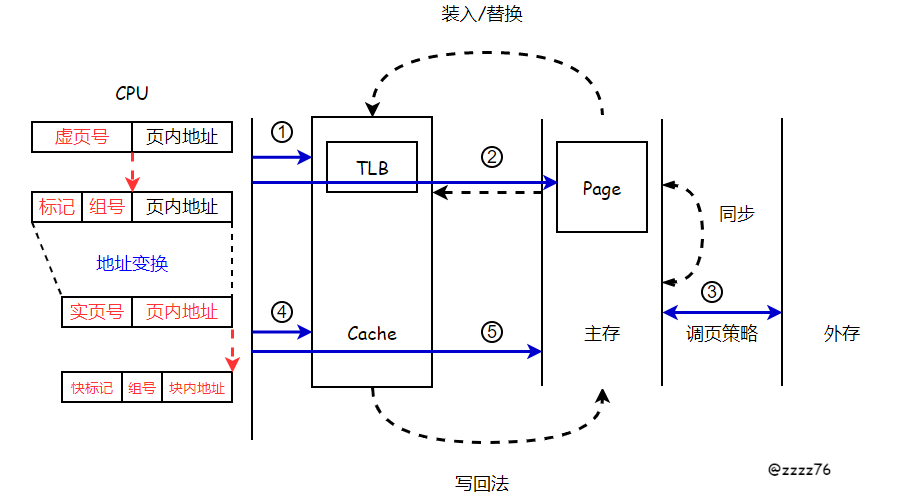 装入/替换
CPU
虚页号 页内地址
① ②
TLB
Page
标记 组号 页内地址
同步
地址变换
③
实页号 页内地址
④ ⑤
Cache 主存 调页策略 外存
快标记 组号 块内地址
@zzzz76
写回法